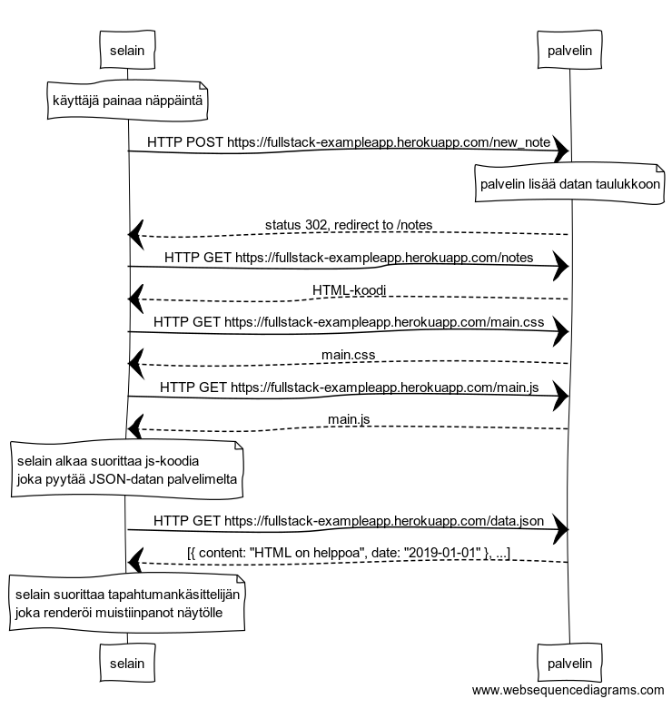 selain
palvelin
käyttäjä painaa näppäintä
HTTP POST https://fullstack-exampleapp.herokuapp.com/new_note
palvelin lisää datan taulukkoon
status 302, redirect to /notes
HTTP GET https://fullstack-exampleapp.herokuapp.com/notes
HTML-koodi
HTTP GET https://fullstack-exampleapp.herokuapp.com/main.css
main.css
HTTP GET https://fullstack-exampleapp.herokuapp.com/main.js
main.js
selain alkaa suorittaa js-koodia
joka pyytää JSON-datan palvelimelta
HTTP GET https://fullstack-exampleapp.herokuapp.com/data.json
[{ content: "HTML on helppoa", date: "2019-01-01" }, ...]
selain suorittaa tapahtumankäsittelijän
joka renderöi muistiinpanot näytölle
selain
palvelin
www.websequencediagrams.com